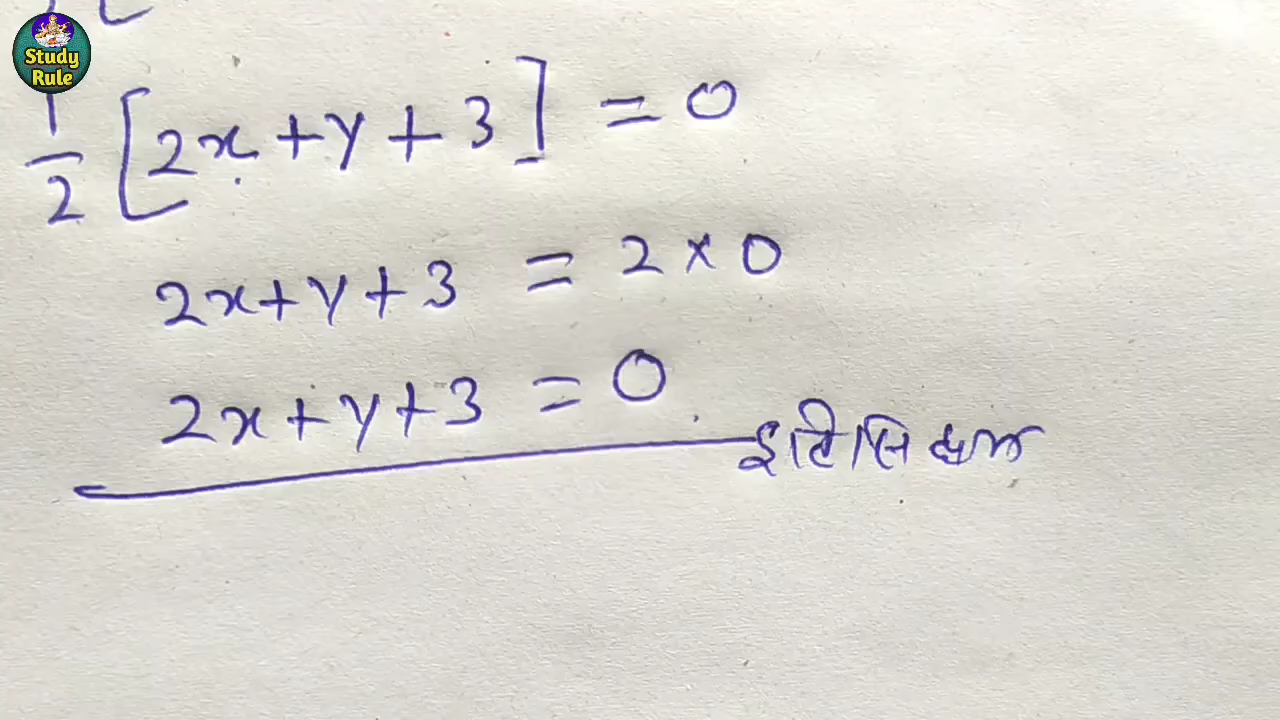 Study
Rule
1/2 [2x+y+3] = 0
2x+y+3 = 2×0
2x+y+3 = 0
इतिसिद्धम